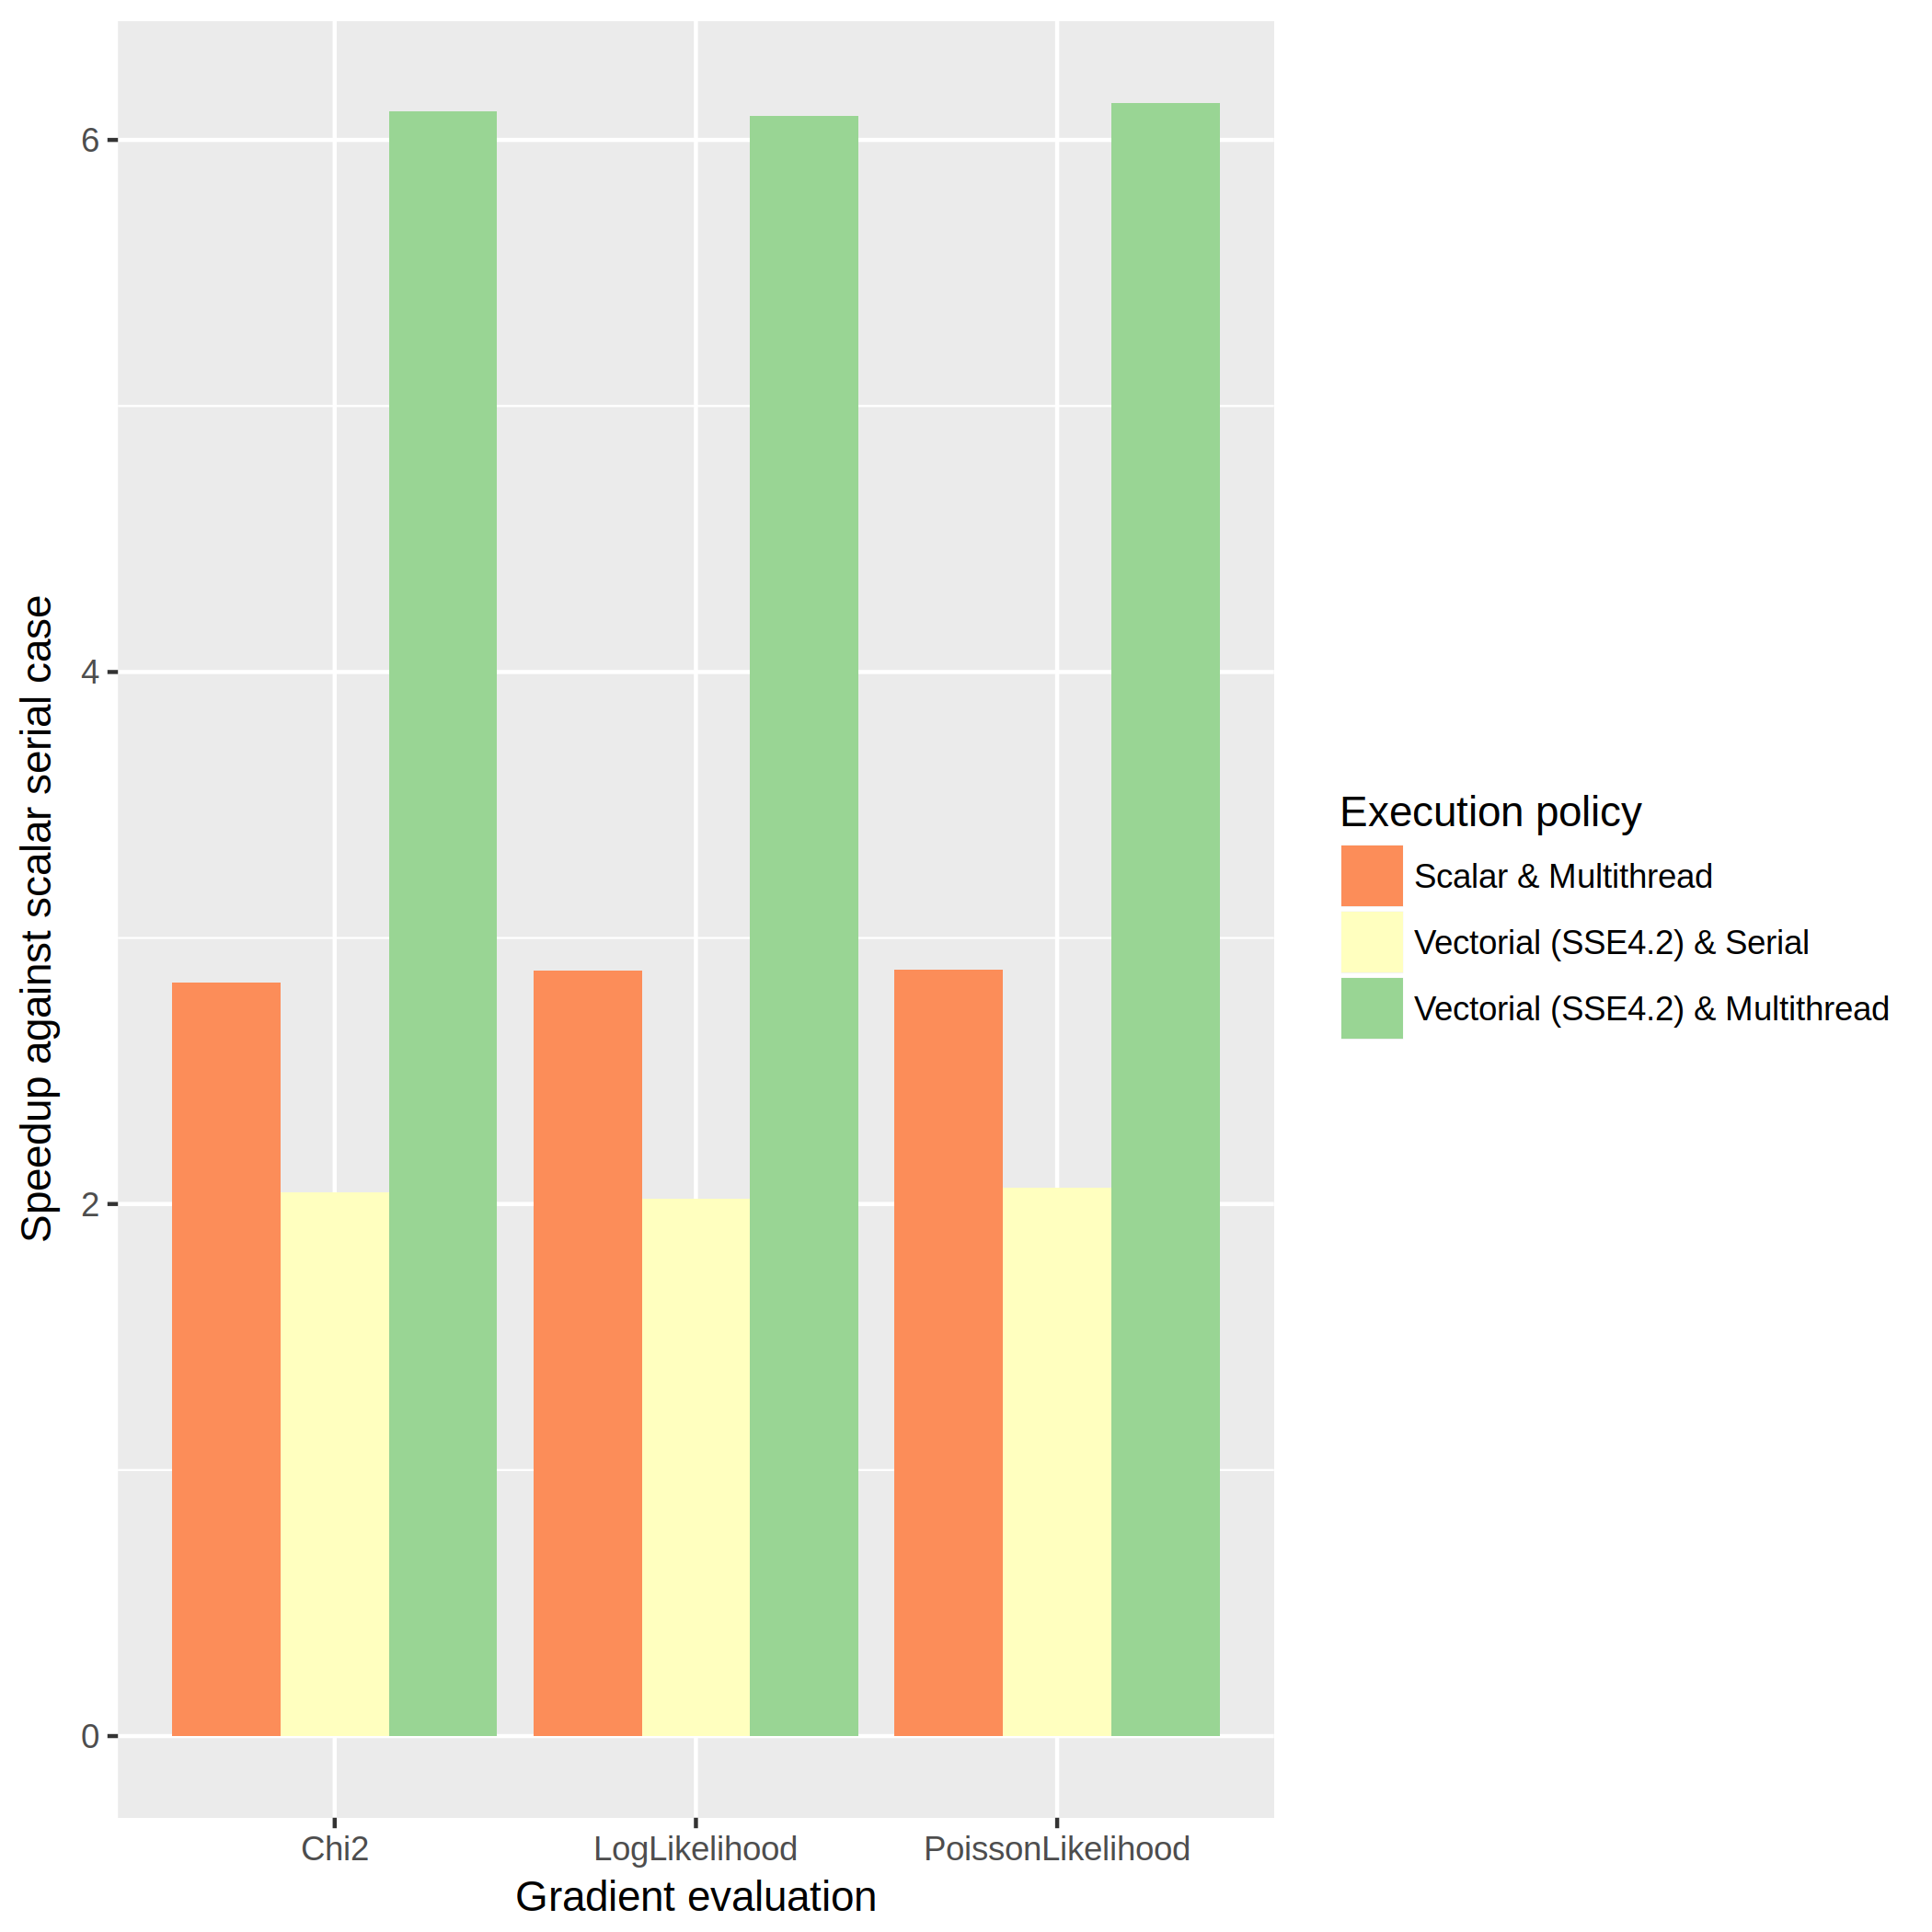 Speedup against scalar serial case
6
4
2
0
Chi2
LogLikelihood
PoissonLikelihood
Gradient evaluation
Execution policy
Scalar & Multithread
Vectorial (SSE4.2) & Serial
Vectorial (SSE4.2) & Multithread